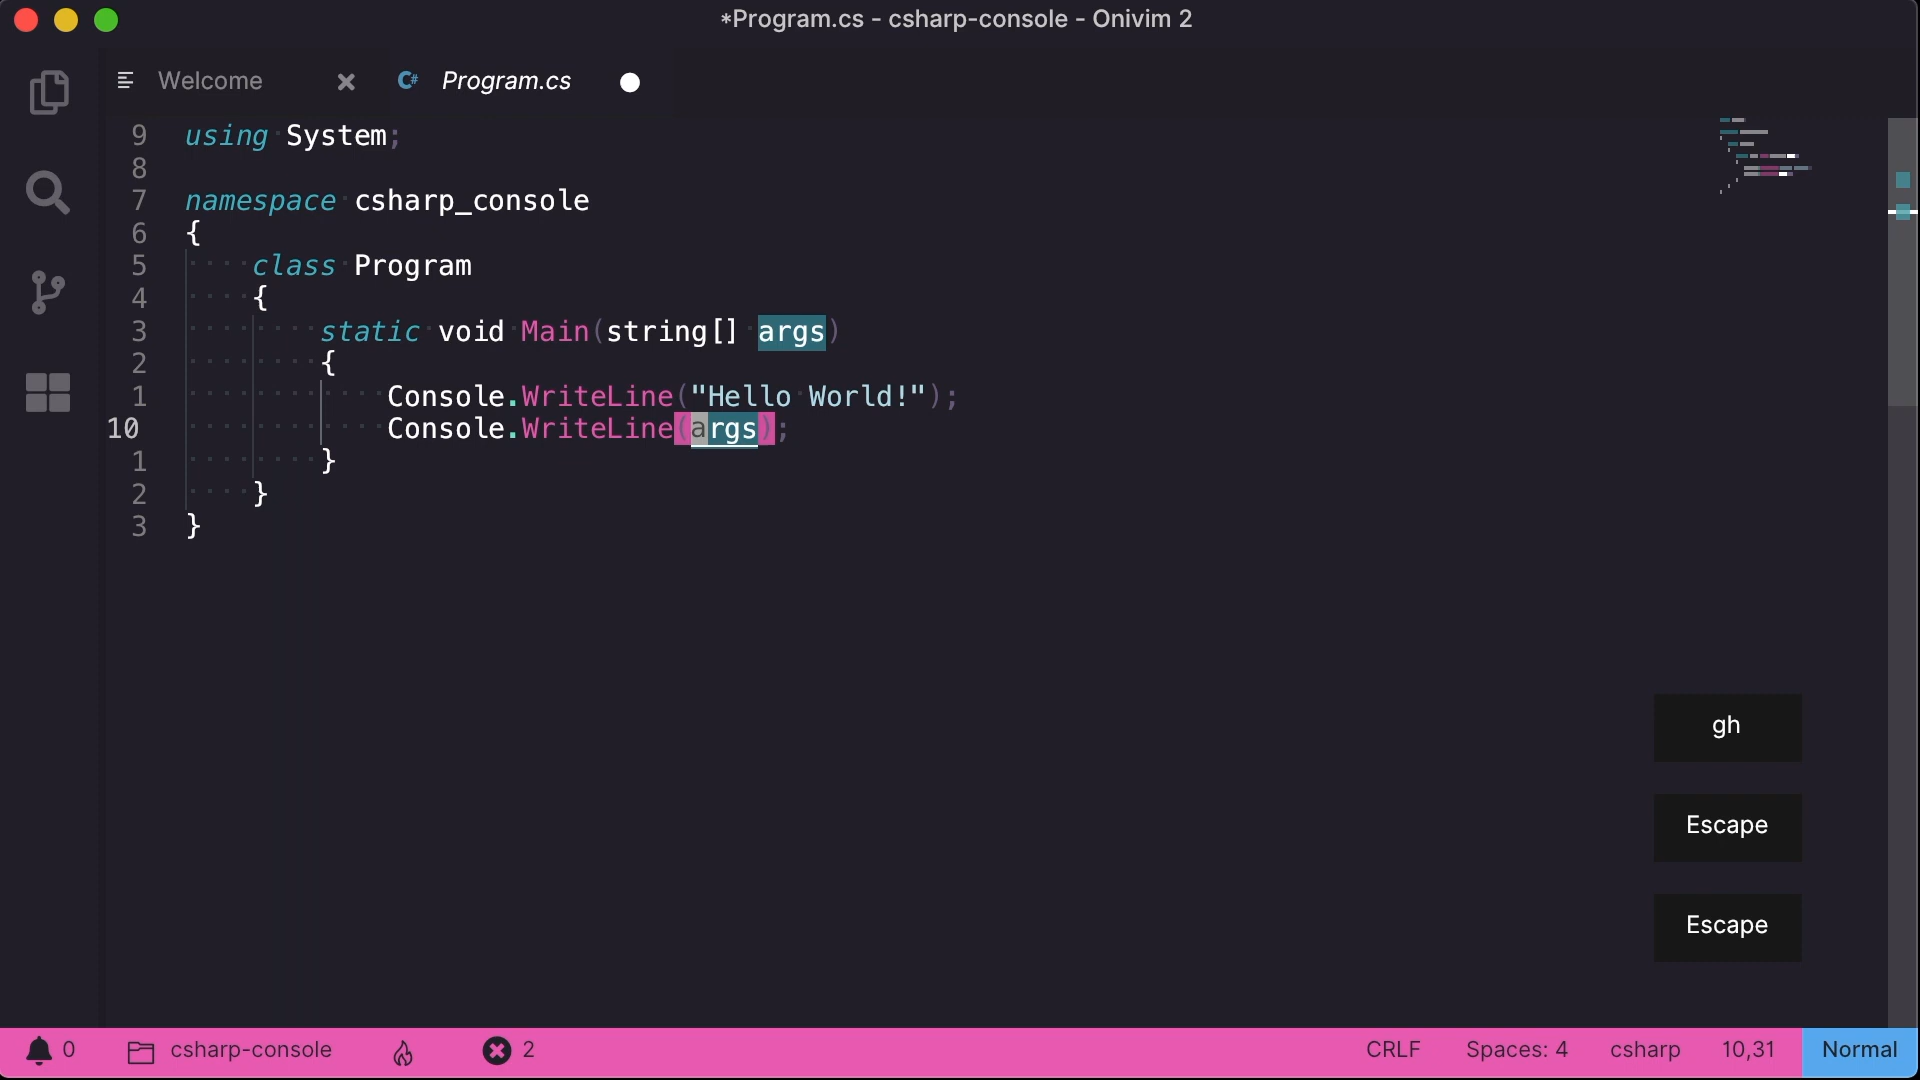 *Program.cs - csharp-console - Onivim 2
Welcome
C# Program.cs
9 using System;
8
7 namespace csharp_console
6 {
5 class Program
4 {
3 static void Main(string[] args)
2 {
1 Console.WriteLine("Hello World!");
10 Console.WriteLine(args);
1 }
2 }
3 }
gh
Escape
Escape
0 csharp-console 2 CRLF Spaces: 4 csharp 10,31 Normal